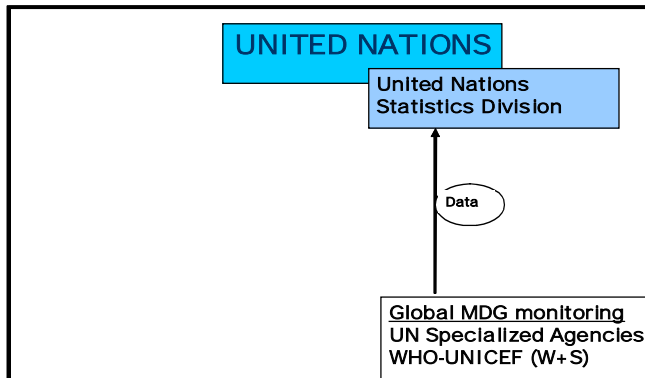 UNITED NATIONS
United Nations
Statistics Division
Data
Global MDG monitoring
UN Specialized Agencies
WHO-UNICEF (W+S)